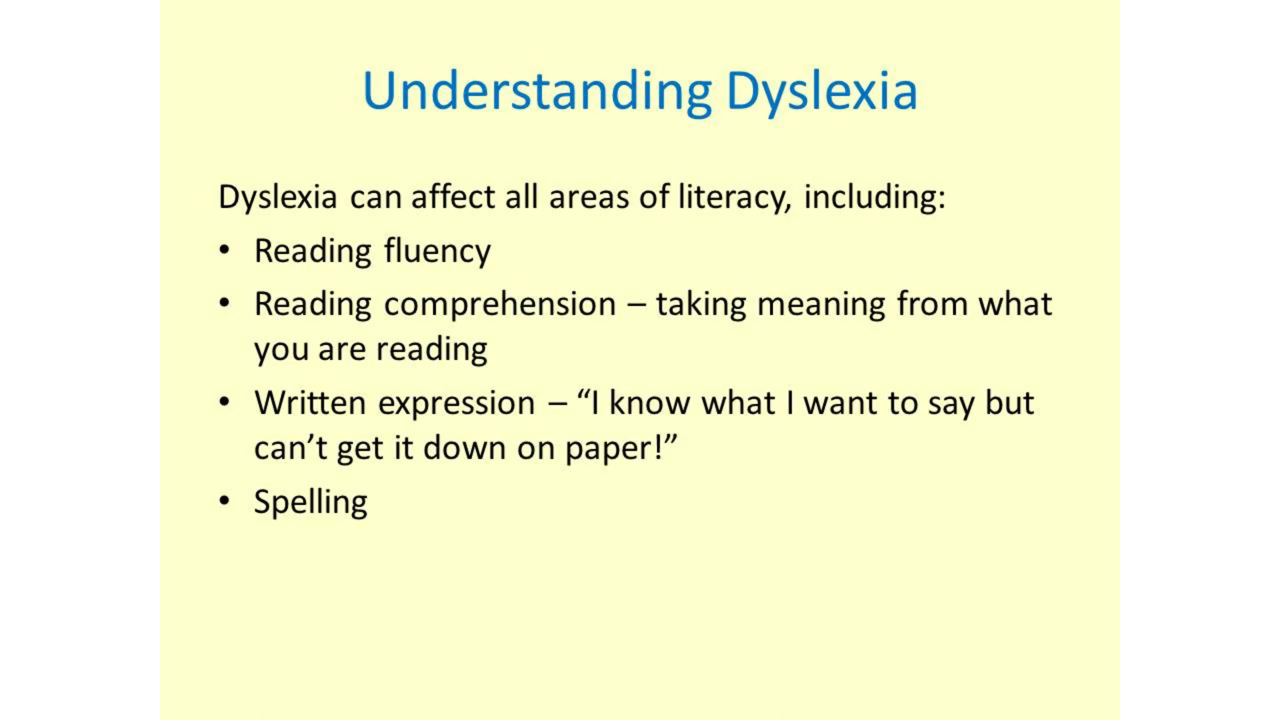 Understanding Dyslexia
Dyslexia can affect all areas of literacy, including:
• Reading fluency
• Reading comprehension – taking meaning from what
you are reading
• Written expression – “I know what I want to say but
can’t get it down on paper!”
• Spelling